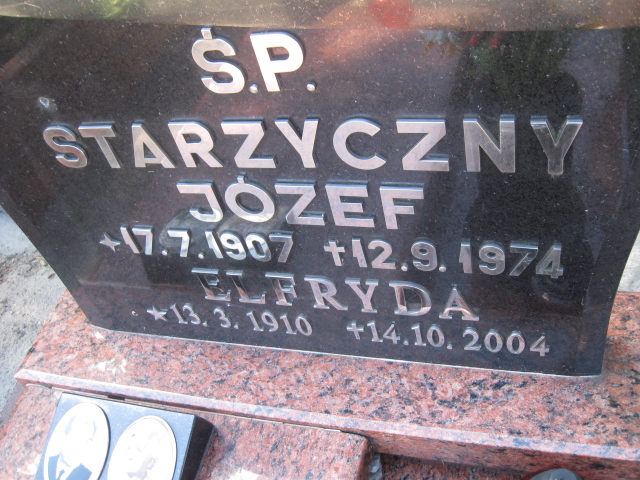 Ś.P.
STARZYCZNY
JÓZEF
★17.7.1907 ✝12.9.1974
ELFRYDA
★13.3.1910 ✝14.10.2004